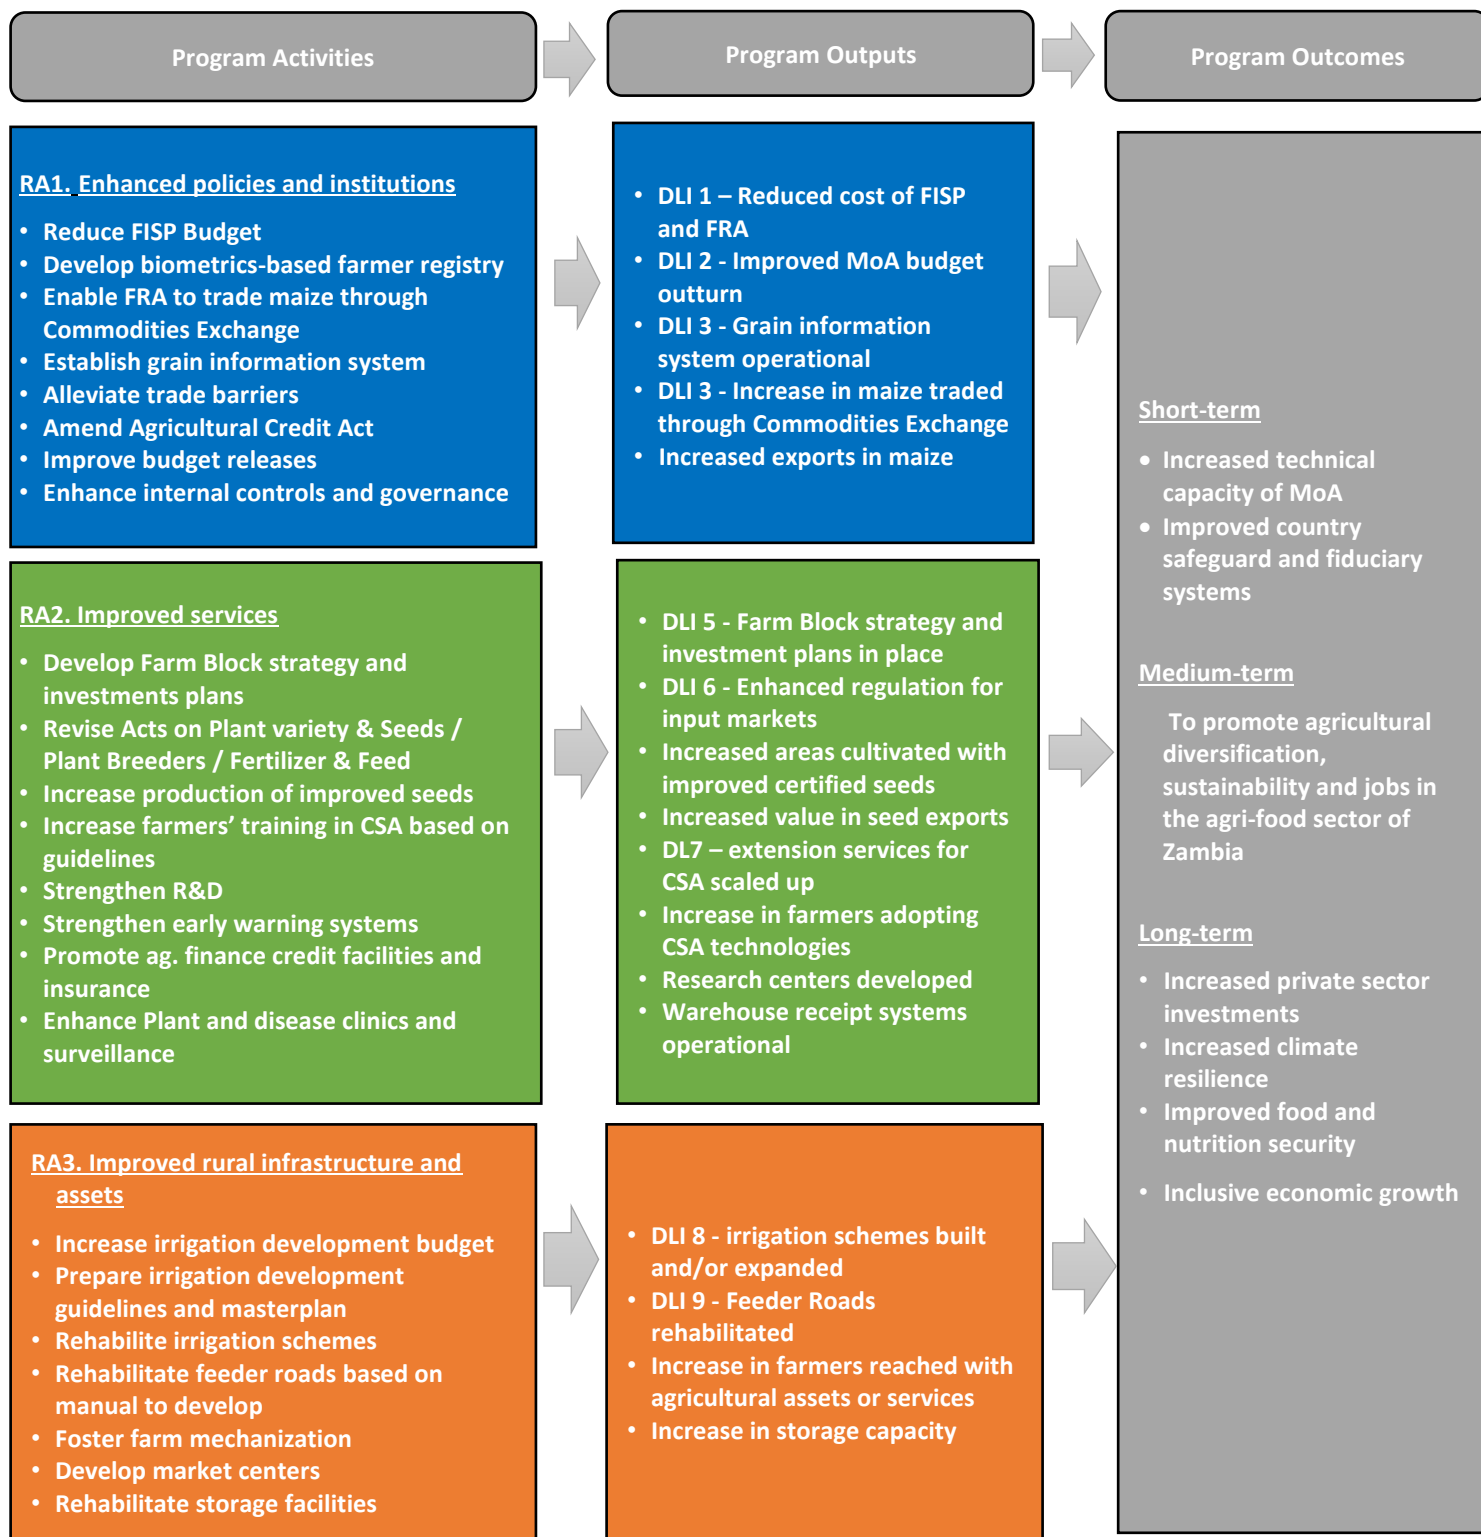 Program Activities
Program Outputs
Program Outcomes
RA1. Enhanced policies and institutions
• Reduce FISP Budget
• Develop biometrics-based farmer registry
• Enable FRA to trade maize through
Commodities Exchange
• Establish grain information system
• Alleviate trade barriers
• Amend Agricultural Credit Act
• Improve budget releases
• Enhance internal controls and governance
• DLI 1 – Reduced cost of FISP
and FRA
• DLI 2 - Improved MoA budget
outturn
• DLI 3 - Grain information
system operational
• DLI 3 - Increase in maize traded
through Commodities Exchange
• Increased exports in maize
RA2. Improved services
• Develop Farm Block strategy and
investments plans
• Revise Acts on Plant variety & Seeds /
Plant Breeders / Fertilizer & Feed
• Increase production of improved seeds
• Increase farmers’ training in CSA based on
guidelines
• Strengthen R&D
• Strengthen early warning systems
• Promote ag. finance credit facilities and
insurance
• Enhance Plant and disease clinics and
surveillance
• DLI 5 - Farm Block strategy and
investment plans in place
• DLI 6 - Enhanced regulation for
input markets
• Increased areas cultivated with
improved certified seeds
• Increased value in seed exports
• DL7 – extension services for
CSA scaled up
• Increase in farmers adopting
CSA technologies
• Research centers developed
• Warehouse receipt systems
operational
RA3. Improved rural infrastructure and
assets
• Increase irrigation development budget
• Prepare irrigation development
guidelines and masterplan
• Rehabilite irrigation schemes
• Rehabilitate feeder roads based on
manual to develop
• Foster farm mechanization
• Develop market centers
• Rehabilitate storage facilities
• DLI 8 - irrigation schemes built
and/or expanded
• DLI 9 - Feeder Roads
rehabilitated
• Increase in farmers reached with
agricultural assets or services
• Increase in storage capacity
Short-term
• Increased technical
capacity of MoA
• Improved country
safeguard and fiduciary
systems
Medium-term
To promote agricultural
diversification,
sustainability and jobs in
the agri-food sector of
Zambia
Long-term
• Increased private sector
investments
• Increased climate
resilience
• Improved food and
nutrition security
• Inclusive economic growth